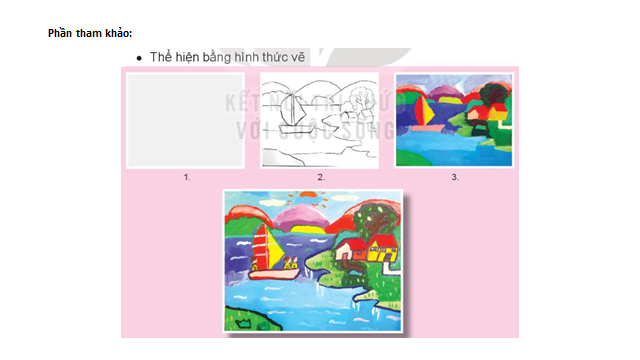 Phần tham khảo:
• Thể hiện bằng hình thức vẽ
KẾT NỐI TRI THỨC
VỚI CUỘC SỐNG
1. 2. 3.